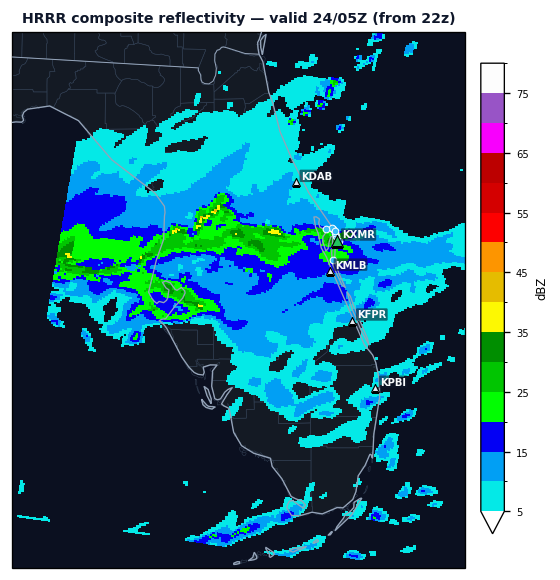 HRRR composite reflectivity — valid 24/05Z (from 22z)
KDAB
KXMR
KMLB
KFPR
KPBI
75
65
55
45
35
25
15
5
dBZ